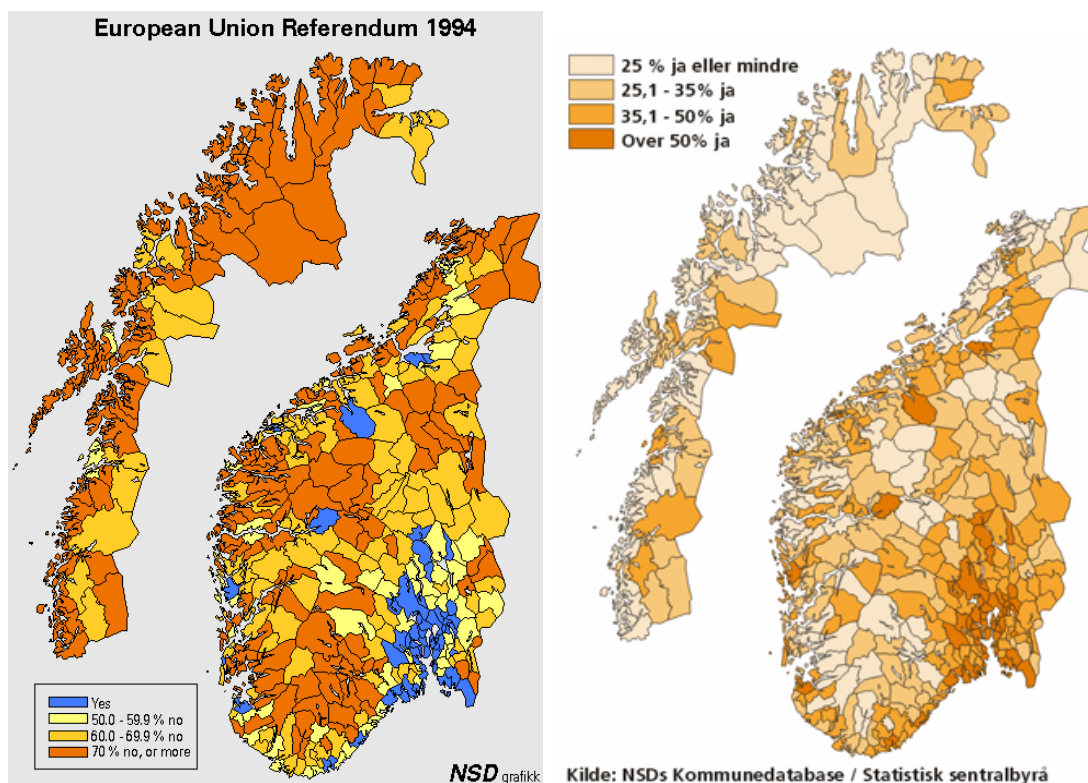 European Union Referendum 1994
Yes
50.0 - 59.9 % no
60.0 - 69.9 % no
70 % no, or more
NSD grafikk
25 % ja eller mindre
25,1 - 35% ja
35,1 - 50% ja
Over 50% ja
Kilde: NSDs Kommunedatabase / Statistisk sentralbyrå